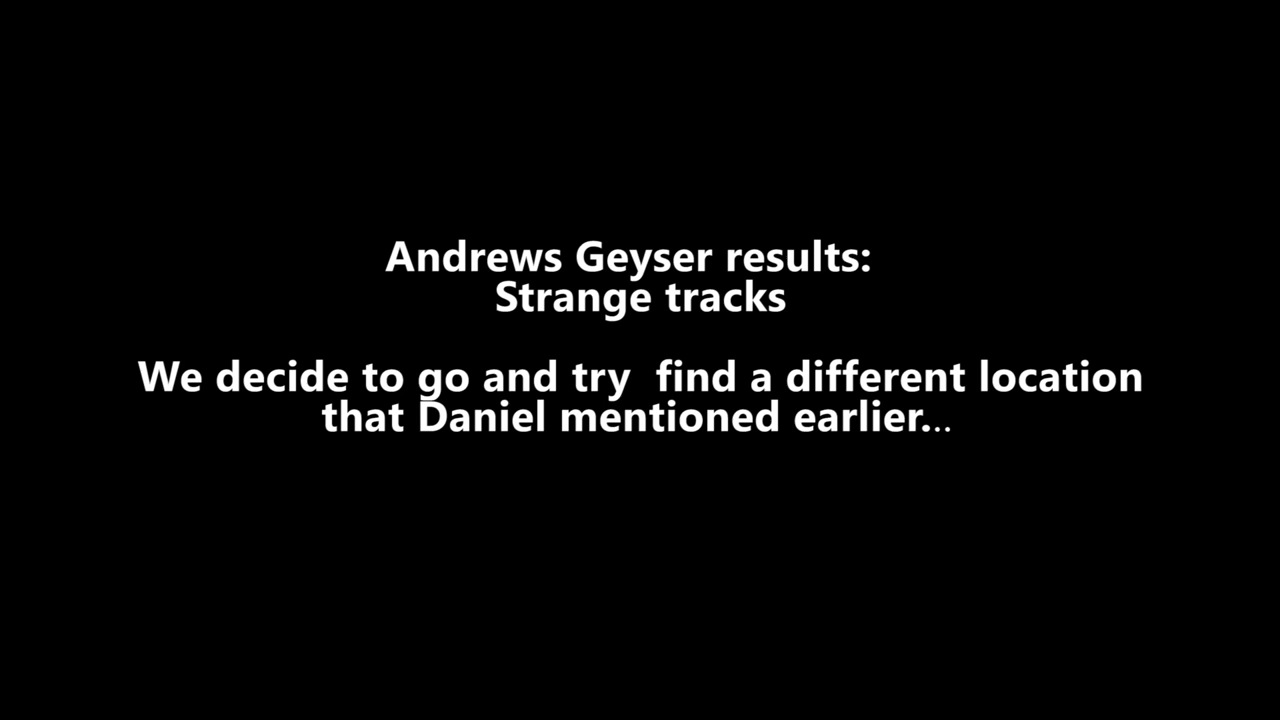 Andrews Geyser results:
Strange tracks
We decide to go and try  find a different location
that Daniel mentioned earlier...